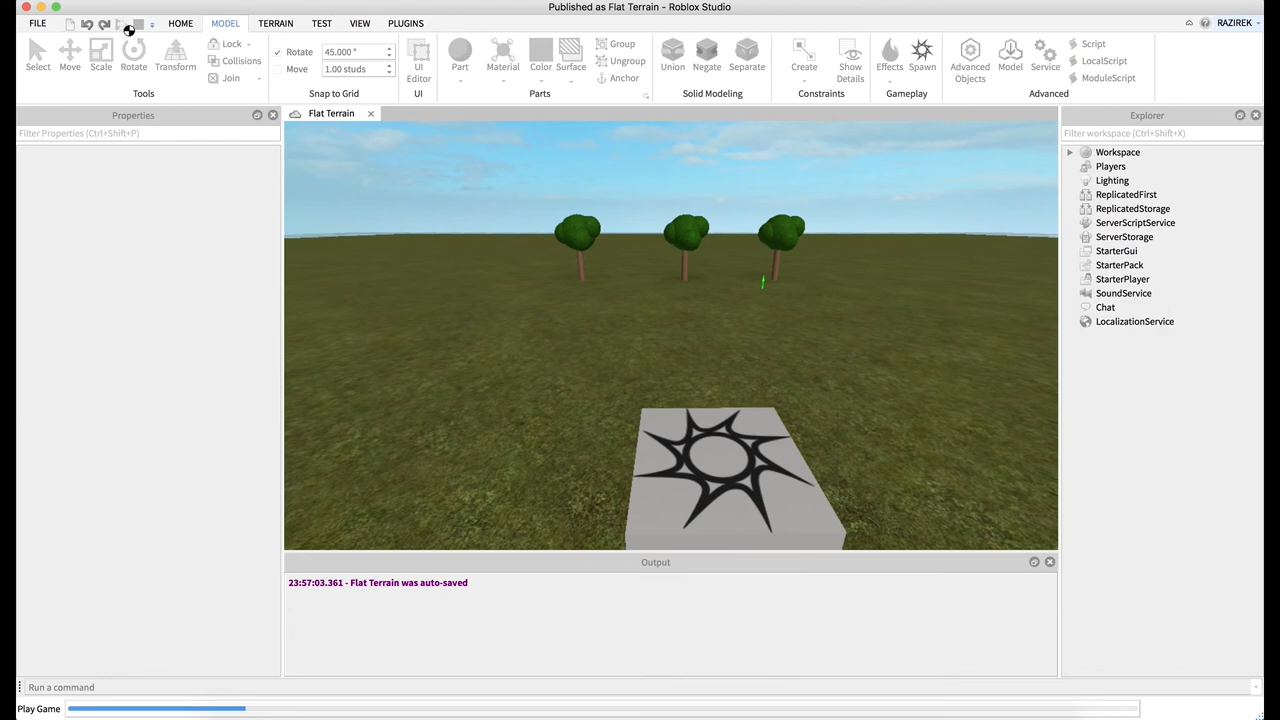 Published as Flat Terrain - Roblox Studio
FILE HOME MODEL TERRAIN TEST VIEW PLUGINS RAZIREK
Select Move Scale Rotate Transform
Lock
Collisions
Join
Tools
Rotate 45.000 °
Move 1.00 studs
Snap to Grid
UI Editor
UI
Part Material Color Surface
Group
Ungroup
Anchor
Parts
Union Negate Separate
Solid Modeling
Create Show Details
Constraints
Effects Spawn
Gameplay
Advanced Objects Model Service
Script
LocalScript
ModuleScript
Advanced
Properties
Filter Properties (Ctrl+Shift+P)
Flat Terrain
Explorer
Filter workspace (Ctrl+Shift+X)
Workspace
Players
Lighting
ReplicatedFirst
ReplicatedStorage
ServerScriptService
ServerStorage
StarterGui
StarterPack
StarterPlayer
SoundService
Chat
LocalizationService
Output
23:57:03.361 - Flat Terrain was auto-saved
Run a command
Play Game